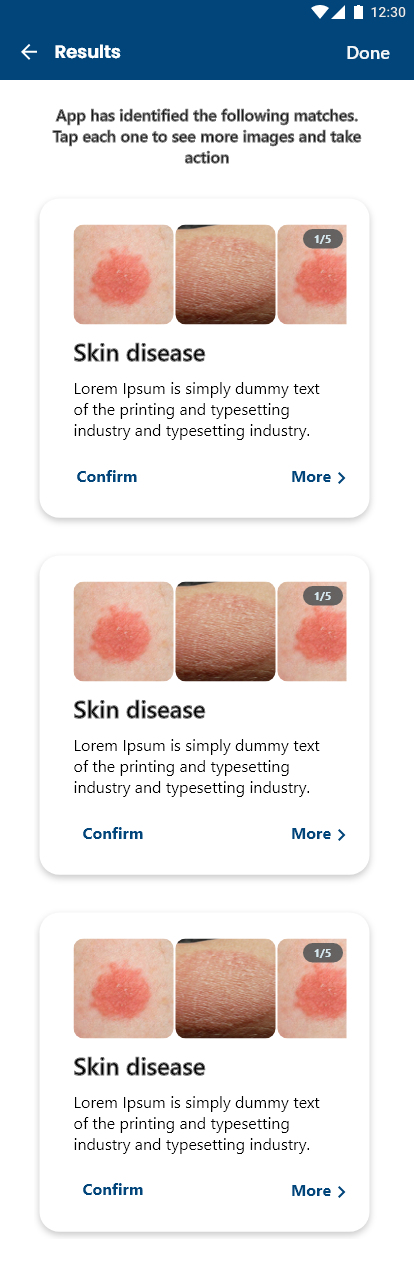 12:30
Results
Done
App has identified the following matches.
Tap each one to see more images and take
action
1/5
Skin disease
Lorem Ipsum is simply dummy text
of the printing and typesetting
industry and typesetting industry.
Confirm
More
1/5
Skin disease
Lorem Ipsum is simply dummy text
of the printing and typesetting
industry and typesetting industry.
Confirm
More
1/5
Skin disease
Lorem Ipsum is simply dummy text
of the printing and typesetting
industry and typesetting industry.
Confirm
More